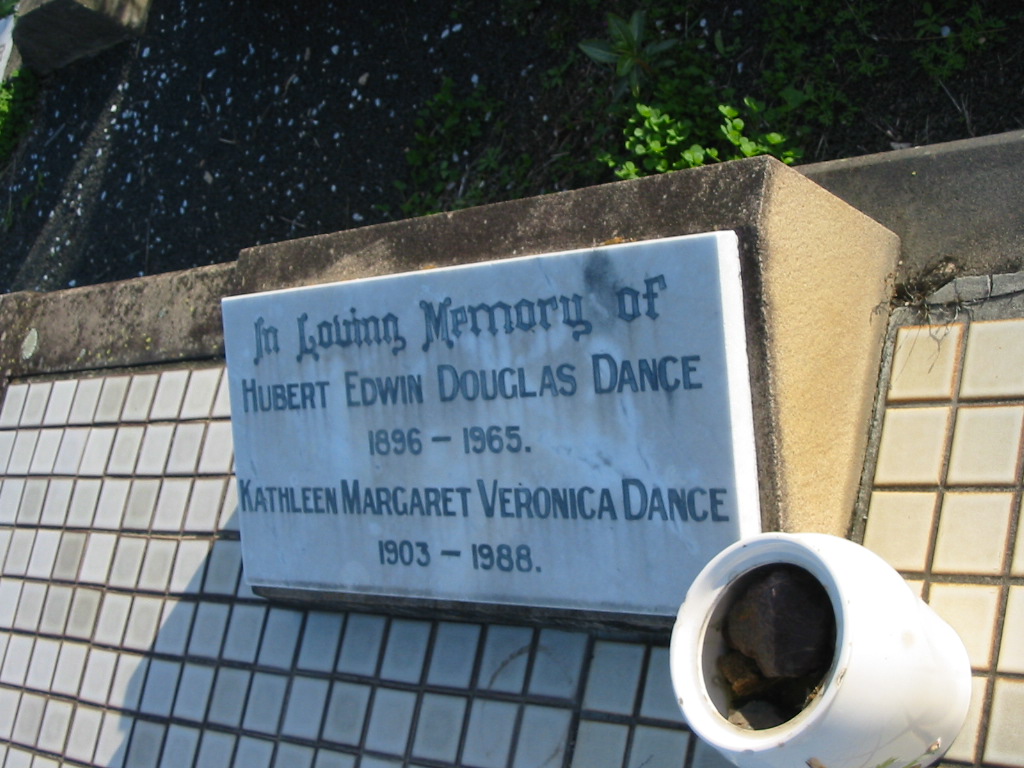 In Loving Memory of
HUBERT EDWIN DOUGLAS DANCE
1896 – 1965.
KATHLEEN MARGARET VERONICA DANCE
1903 – 1988.